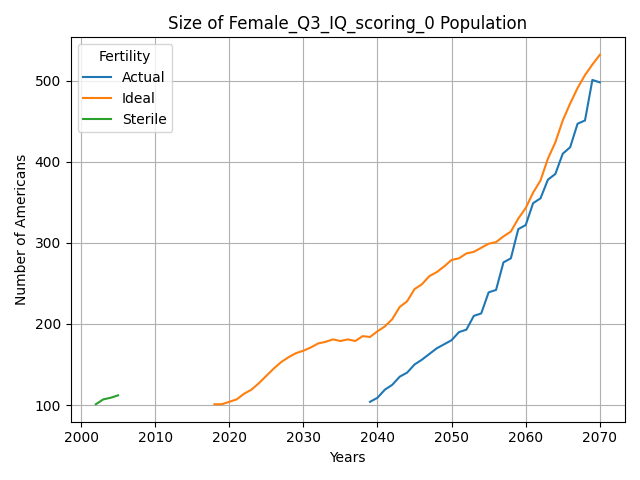 Size of Female_Q3_IQ_scoring_0 Population
Fertility
Actual
Ideal
Sterile
Number of Americans
500
400
300
200
100
2000 2010 2020 2030 2040 2050 2060 2070
Years